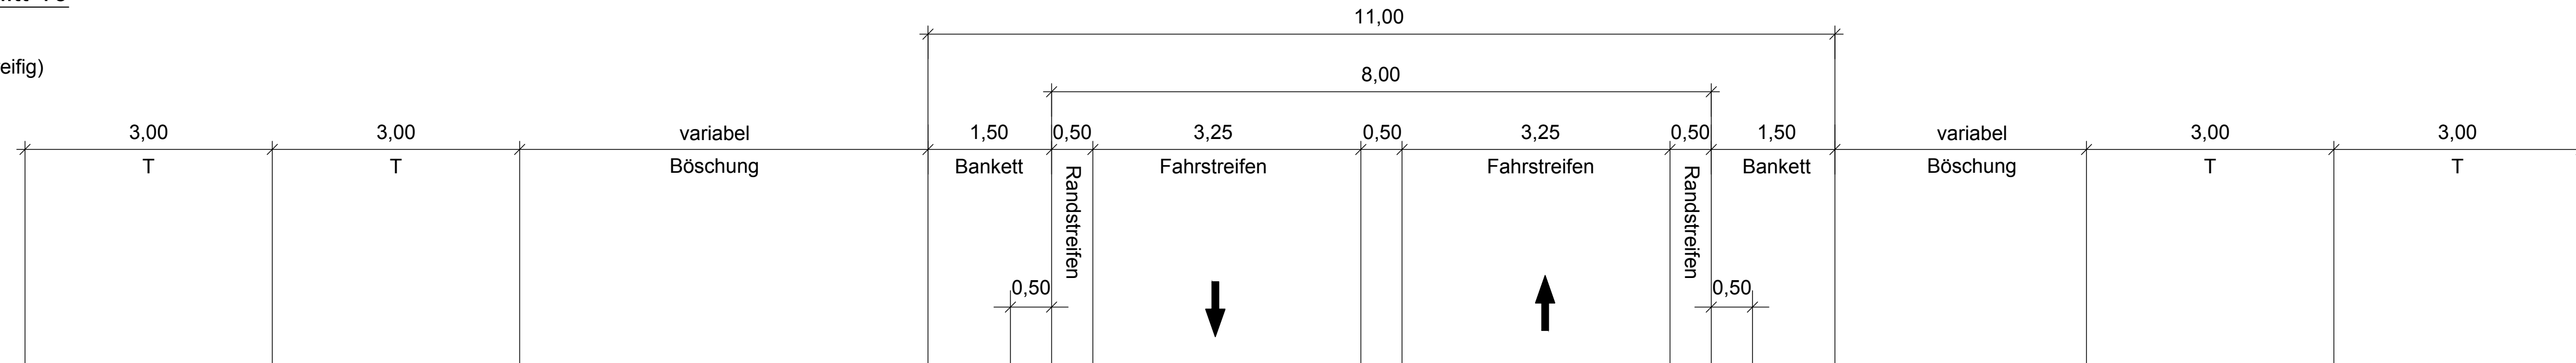 11,00
eifig)
8,00
3,00 3,00 variabel 1,50 0,50 3,25 0,50 3,25 0,50 1,50 variabel 3,00 3,00
T T Böschung Bankett Randstreifen Fahrstreifen Fahrstreifen Randstreifen Bankett Böschung T T
0,50 0,50